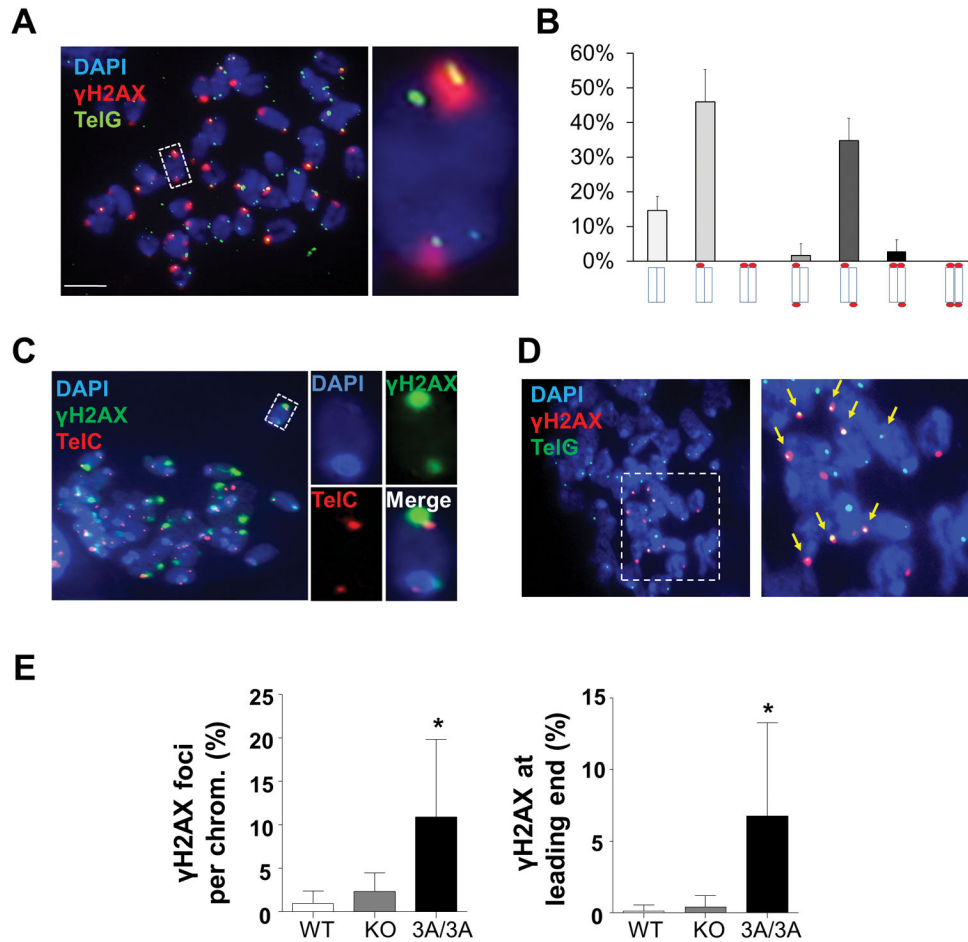 A
DAPI
γH2AX
TelG
B
60%
50%
40%
30%
20%
10%
0%
C
DAPI
γH2AX
TelC
DAPI
γH2AX
TelC
Merge
D
DAPI
γH2AX
TelG
E
γH2AX foci
per chrom. (%)
25
20
15
10
5
0
WT KO 3A/3A
*
γH2AX at
leading end (%)
15
10
5
0
WT KO 3A/3A
*